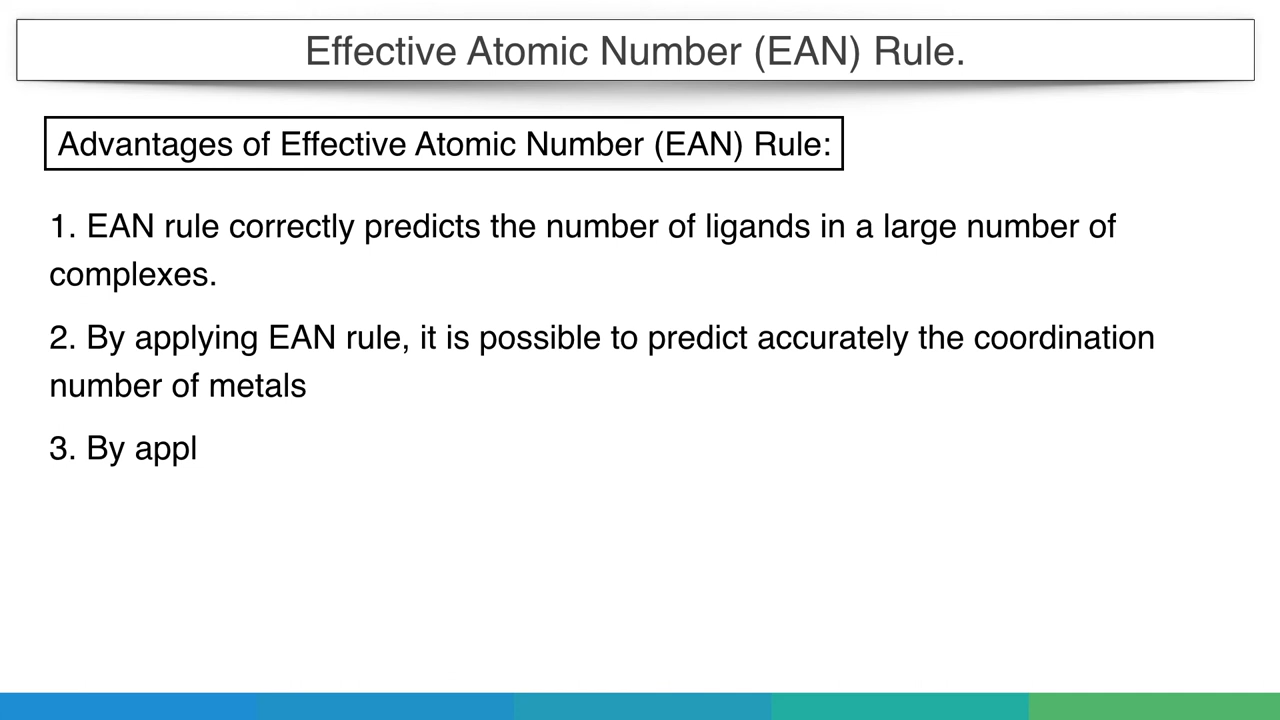 Effective Atomic Number (EAN) Rule.
Advantages of Effective Atomic Number (EAN) Rule:
1. EAN rule correctly predicts the number of ligands in a large number of
complexes.
2. By applying EAN rule, it is possible to predict accurately the coordination
number of metals
3. By appl